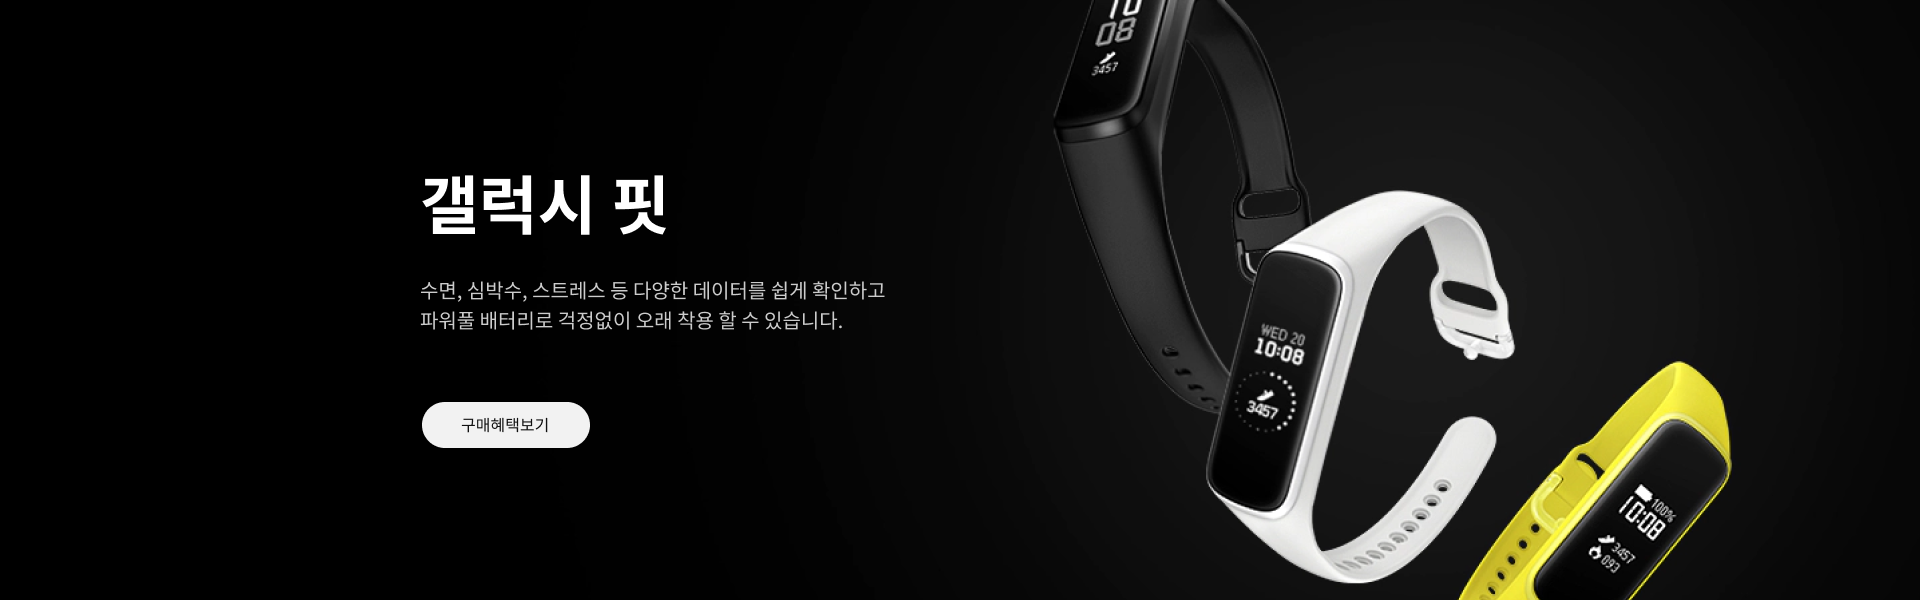 갤럭시 핏
수면, 심박수, 스트레스 등 다양한 데이터를 쉽게 확인하고
파워풀 배터리로 걱정없이 오래 착용 할 수 있습니다.
구매혜택보기
10
08
3457
WED 20
10:08
3457
100%
10:08
3457
093